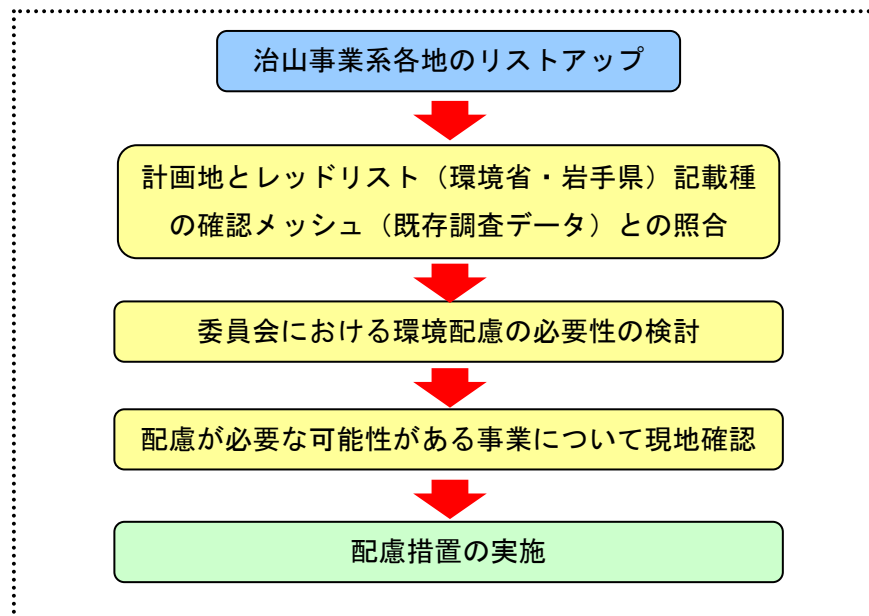 治山事業系各地のリストアップ
計画地とレッドリスト（環境省・岩手県）記載種
の確認メッシュ（既存調査データ）との照合
委員会における環境配慮の必要性の検討
配慮が必要な可能性がある事業について現地確認
配慮措置の実施